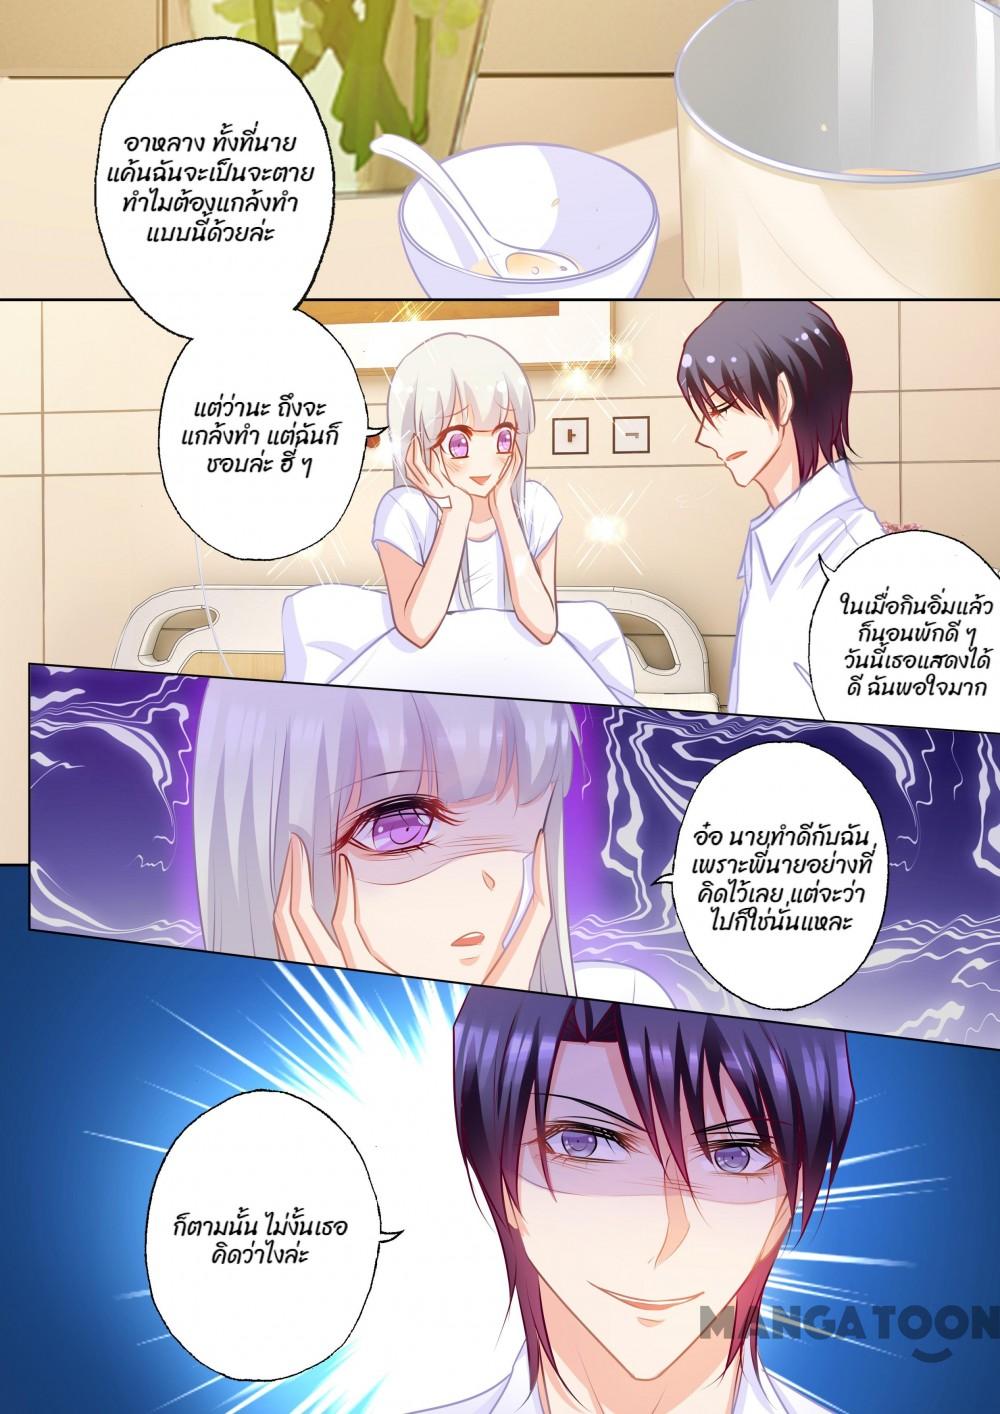 อาหลาง ทั้งที่นาย
แค้นฉันจะเป็นจะตาย
ทำไมต้องแกล้งทำ
แบบนี้ด้วยล่ะ
แต่ว่านะ ถึงจะ
แกล้งทำ แต่ฉันก็
ชอบล่ะ ฮี่ ๆ
ในเมื่อกินอิ่มแล้ว
ก็นอนพักดี ๆ
วันนี้เธอแสดงได้
ดี ฉันพอใจมาก
อ๋อ นายทำดีกับฉัน
เพราะพี่นายอย่างที่
คิดไว้เลย แต่จะว่า
ไปก็ใช่นั่นแหละ
ก็ตามนั้น ไม่งั้นเธอ
คิดว่าไงล่ะ
MANGATOON